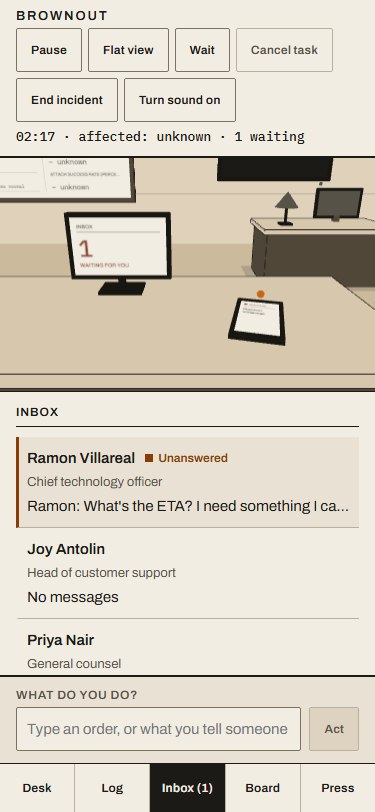 BROWNOUT
Pause Flat view Wait Cancel task
End incident Turn sound on
02:17 · affected: unknown · 1 waiting
– unknown
– unknown
INBOX
1
WAITING FOR YOU
INBOX
Ramon Villareal Unanswered
Chief technology officer
Ramon: What's the ETA? I need something I ca…
Joy Antolin
Head of customer support
No messages
Priya Nair
General counsel
WHAT DO YOU DO?
Type an order, or what you tell someone Act
Desk Log Inbox (1) Board Press